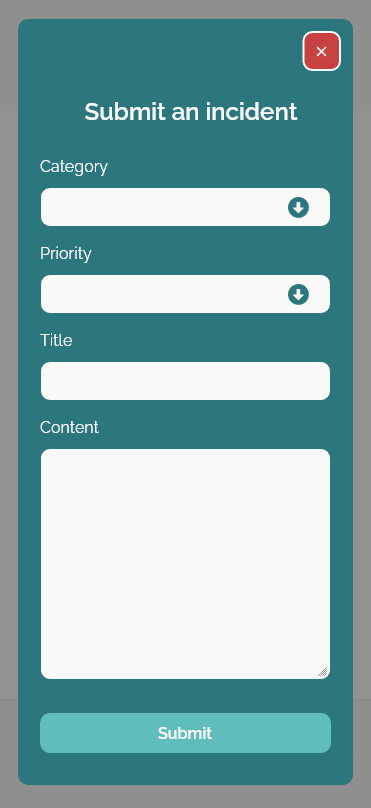 Submit an incident
Category
Priority
Title
Content
Submit